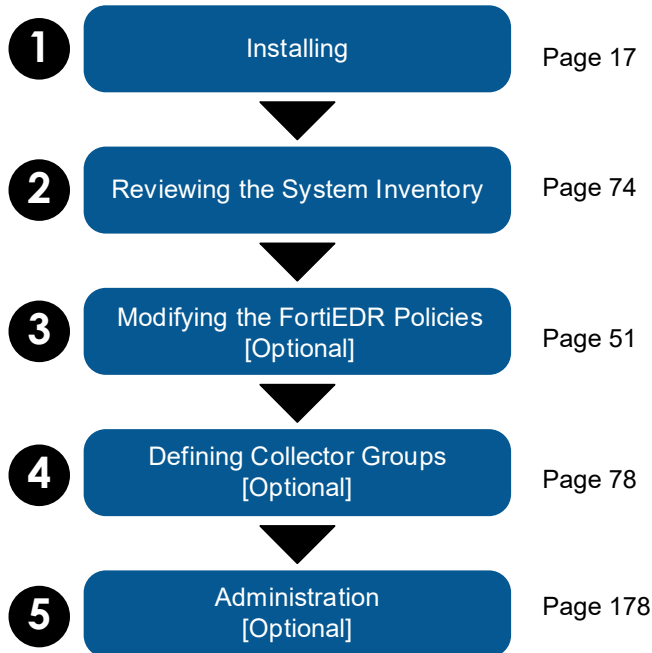 1
Installing
Page 17
2
Reviewing the System Inventory
Page 74
3
Modifying the FortiEDR Policies
[Optional]
Page 51
4
Defining Collector Groups
[Optional]
Page 78
5
Administration
[Optional]
Page 178